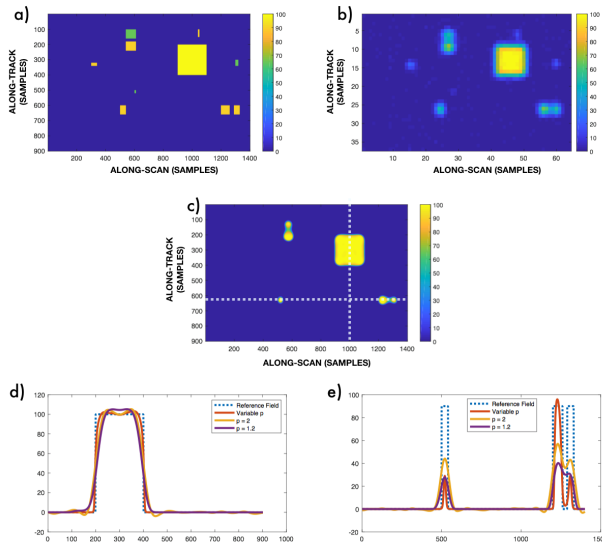 a)
100
200
300
400
500
600
700
800
900
200 400 600 800 1000 1200 1400
ALONG-SCAN (SAMPLES)
ALONG-TRACK
(SAMPLES)
100
90
80
70
60
50
40
30
20
10
0
b)
5
10
15
20
25
30
35
10 20 30 40 50 60
ALONG-SCAN (SAMPLES)
ALONG-TRACK
(SAMPLES)
100
90
80
70
60
50
40
30
20
10
0
c)
100
200
300
400
500
600
700
800
900
200 400 600 800 1000 1200 1400
ALONG-SCAN (SAMPLES)
ALONG-TRACK
(SAMPLES)
100
90
80
70
60
50
40
30
20
10
0
d)
120
100
80
60
40
20
0
-20
0 100 200 300 400 500 600 700 800 900 1000
Reference Field
Variable p
p = 2
p = 1.2
e)
120
100
80
60
40
20
0
-20
0 500 1000 1500
Reference Field
Variable p
p = 2
p = 1.2